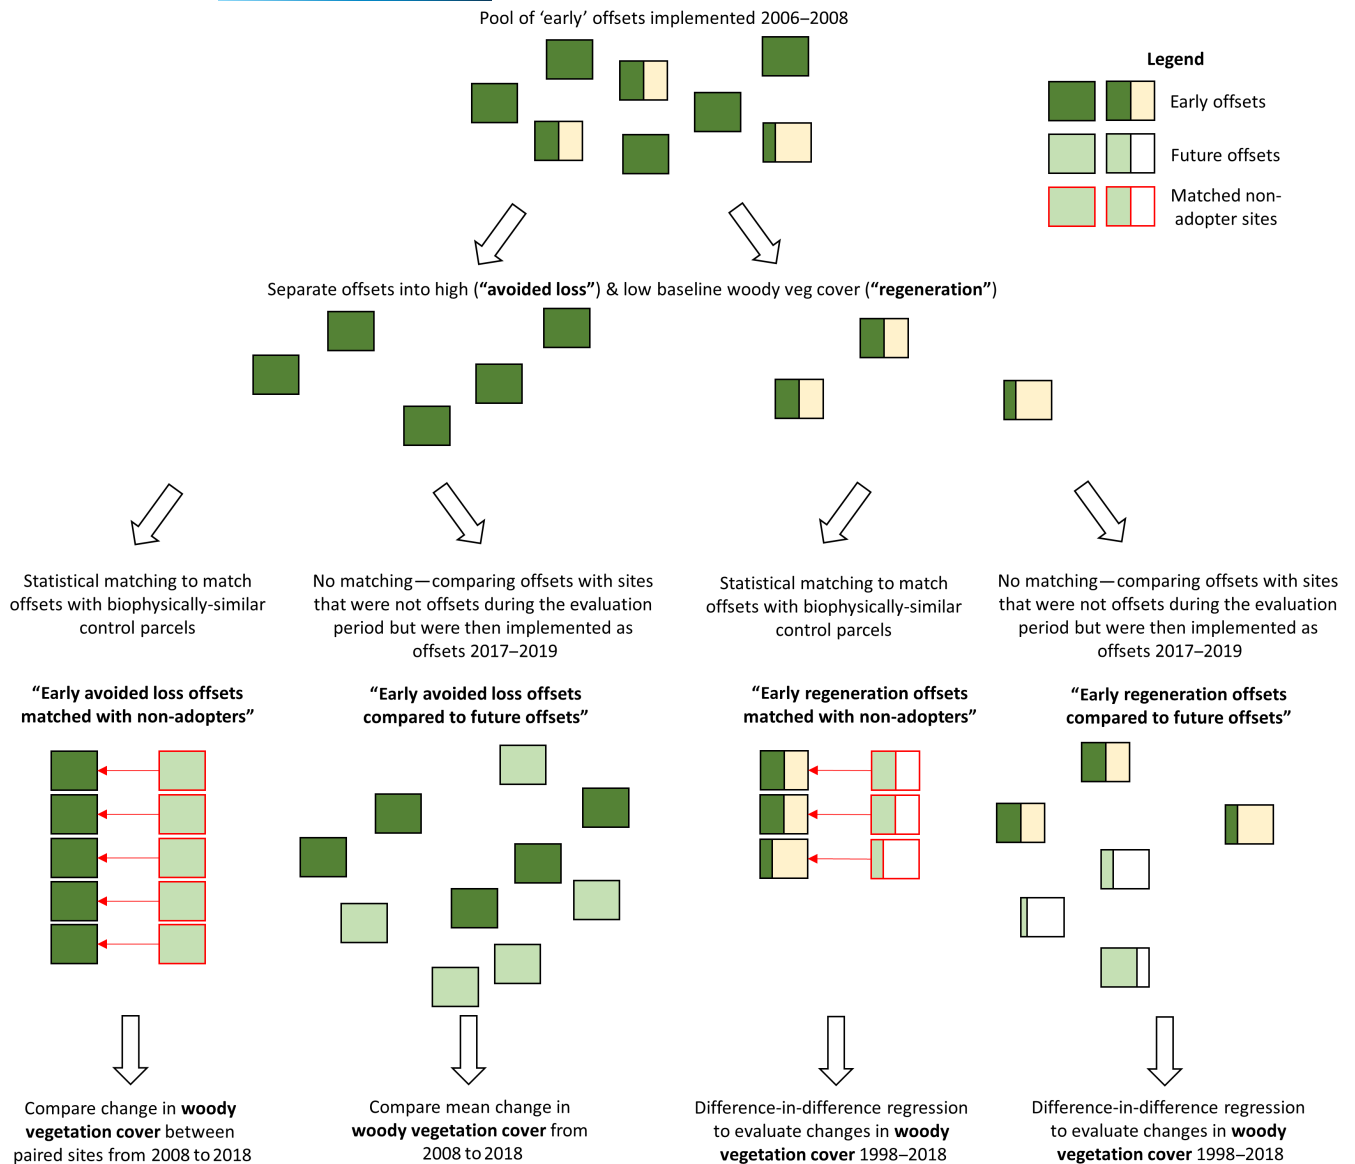 Pool of ‘early’ offsets implemented 2006–2008
Legend
Early offsets
Future offsets
Matched non-
adopter sites
Separate offsets into high (“avoided loss”) & low baseline woody veg cover (“regeneration”)
Statistical matching to match
offsets with biophysically-similar
control parcels
No matching—comparing offsets with sites
that were not offsets during the evaluation
period but were then implemented as
offsets 2017–2019
Statistical matching to match
offsets with biophysically-similar
control parcels
No matching—comparing offsets with sites
that were not offsets during the evaluation
period but were then implemented as
offsets 2017–2019
“Early avoided loss offsets
matched with non-adopters”
“Early avoided loss offsets
compared to future offsets”
“Early regeneration offsets
matched with non-adopters”
“Early regeneration offsets
compared to future offsets”
Compare change in woody
vegetation cover between
paired sites from 2008 to 2018
Compare mean change in
woody vegetation cover from
2008 to 2018
Difference-in-difference regression
to evaluate changes in woody
vegetation cover 1998–2018
Difference-in-difference regression
to evaluate changes in woody
vegetation cover 1998–2018